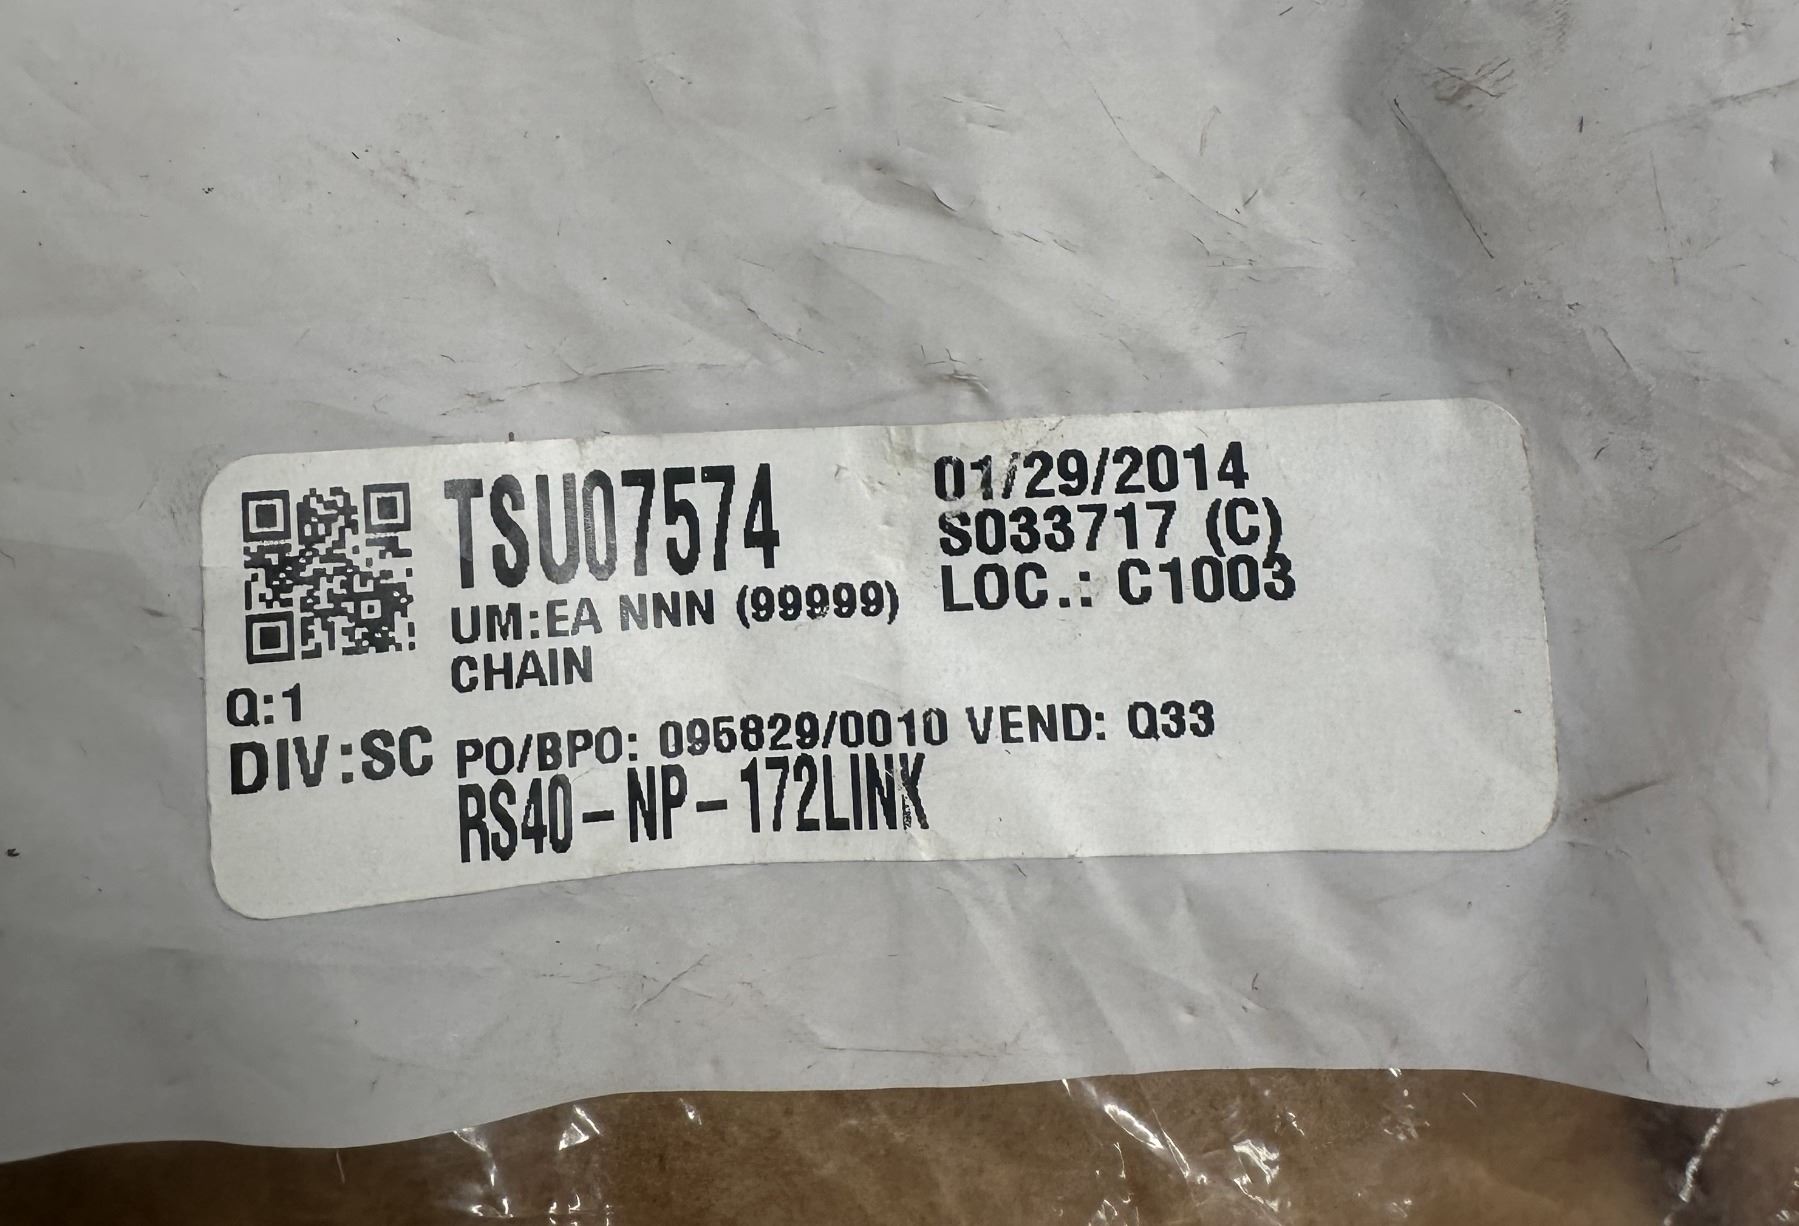 TSU07574
01/29/2014
S033717 (C)
UM:EA NNN (99999)
LOC.: C1003
CHAIN
Q:1
PO/BPO: 095829/0010 VEND: Q33
DIV:SC
RS40-NP-172LINK